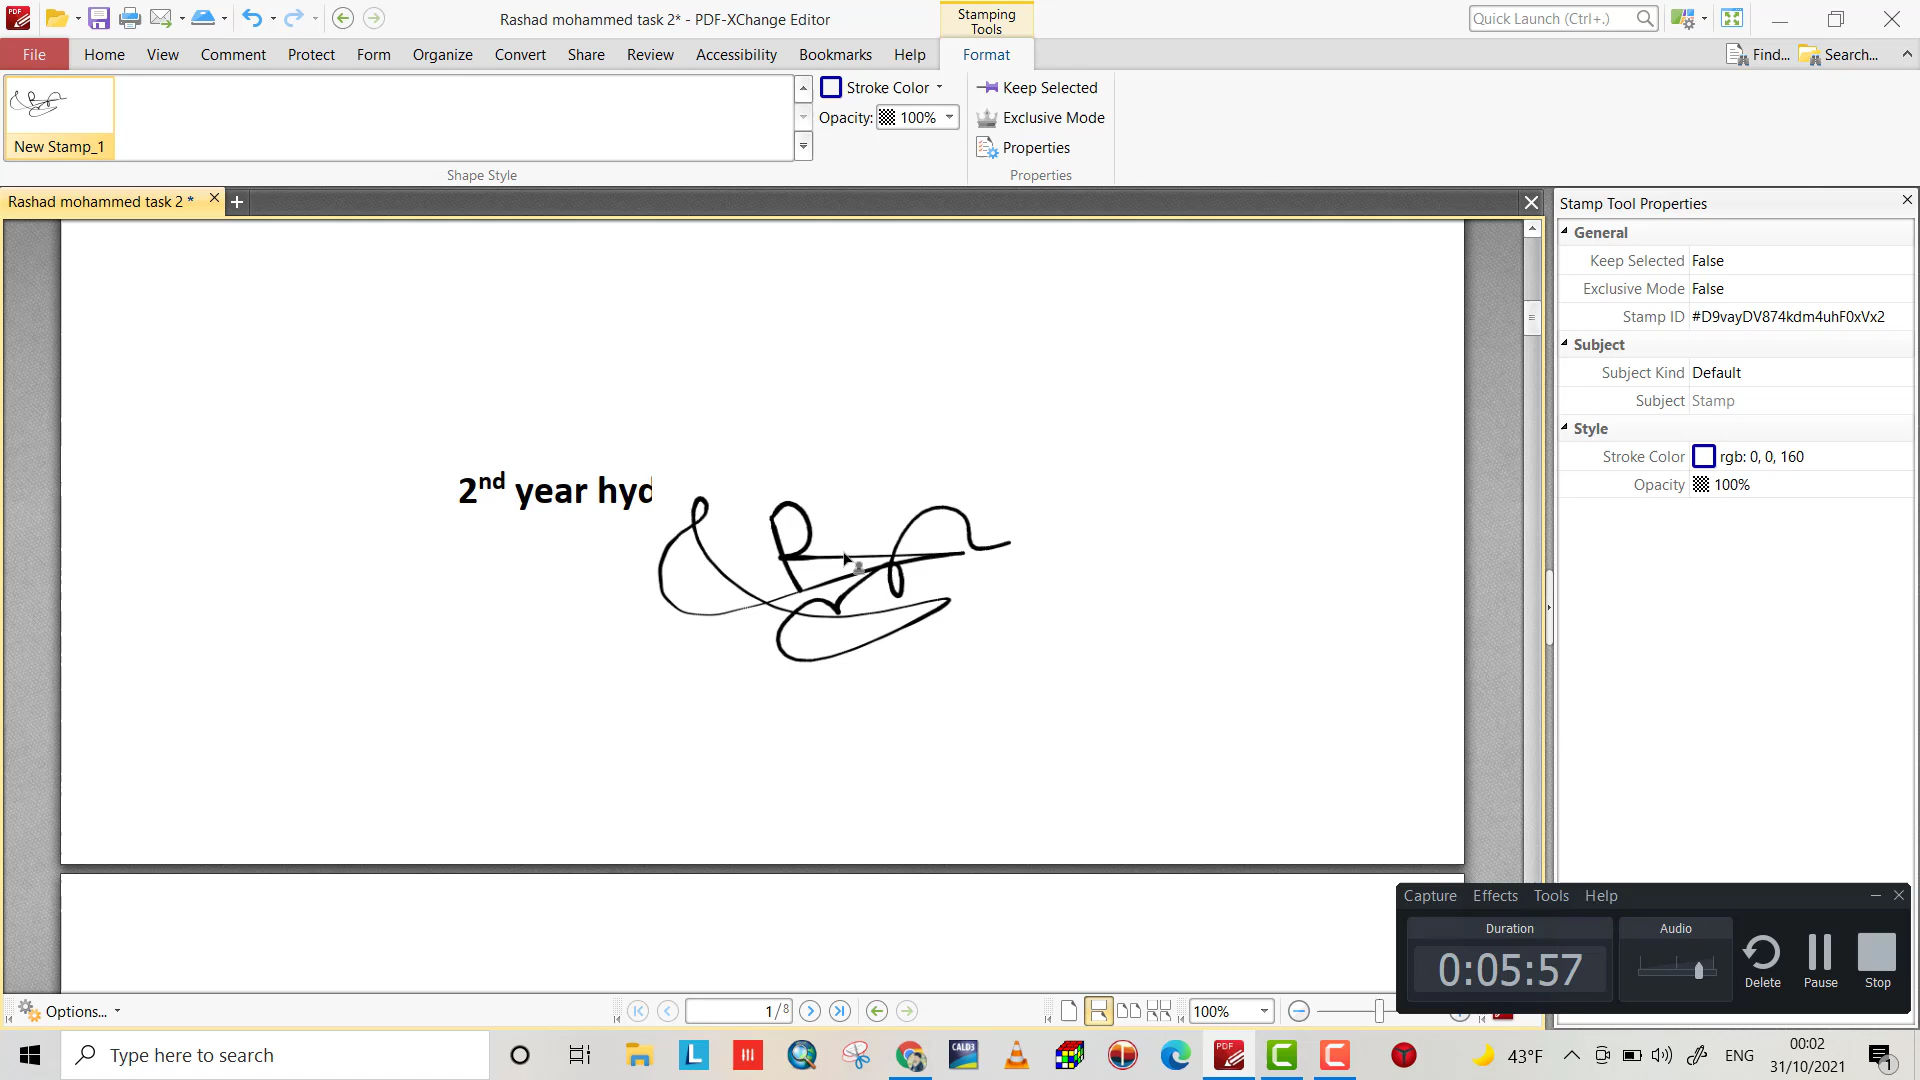 Rashad mohammed task 2* - PDF-XChange Editor
Stamping Tools
Quick Launch (Ctrl+.)
File Home View Comment Protect Form Organize Convert Share Review Accessibility Bookmarks Help Format
Find... Search...
Stroke Color
Opacity: 100%
Keep Selected
Exclusive Mode
Properties
New Stamp_1
Shape Style
Properties
Rashad mohammed task 2 *
Stamp Tool Properties
General
Keep Selected False
Exclusive Mode False
Stamp ID #D9vayDV874kdm4uhF0xVx2
Subject
Subject Kind Default
Subject Stamp
Style
Stroke Color rgb: 0, 0, 160
Opacity 100%
2nd year hyd
Capture Effects Tools Help
Duration
Audio
0:05:57
Delete Pause Stop
Options...
1/8
100%
Type here to search
CALD3
PDF
43°F
ENG
00:02
31/10/2021
1